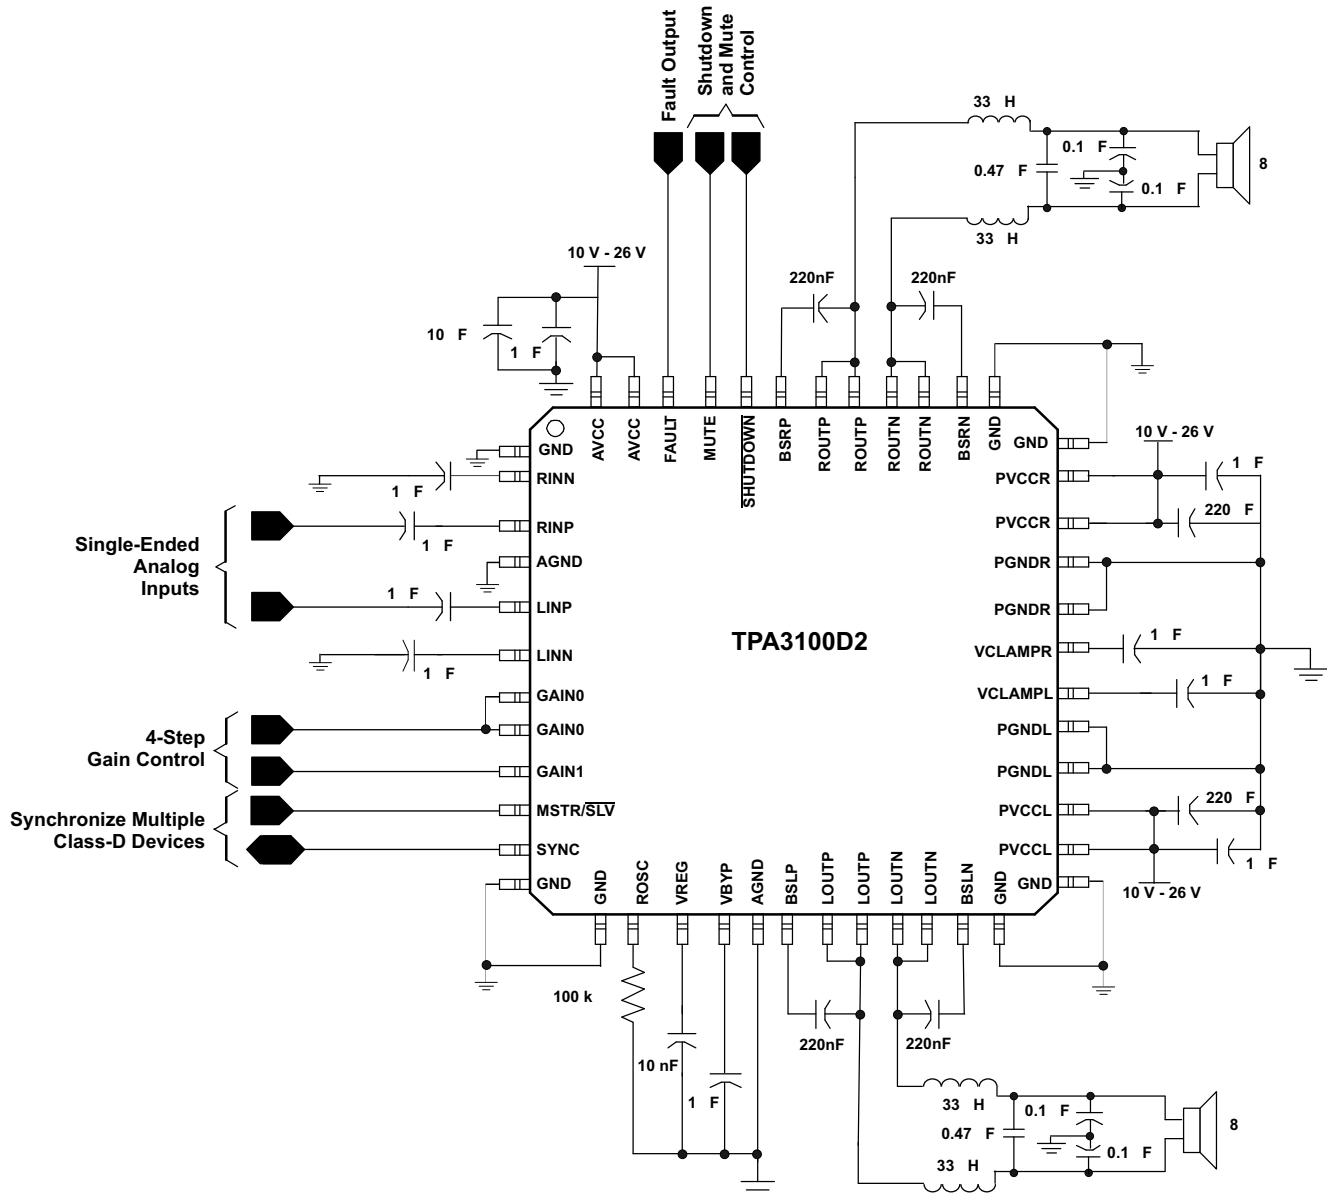 Fault Output
Shutdown
and Mute
Control
33 H
0.1 F
0.47 F
0.1 F
8
33 H
10 V - 26 V
220nF
220nF
10 F
1 F
AVCC
AVCC
FAULT
MUTE
SHUTDOWN
BSRP
ROUTP
ROUTP
ROUTN
ROUTN
BSRN
GND
GND
RINN
1 F
RINP
1 F
AGND
Single-Ended
Analog
Inputs
1 F
LINP
LINN
1 F
GAIN0
GAIN0
4-Step
Gain Control
GAIN1
MSTR/SLV
Synchronize Multiple
Class-D Devices
SYNC
GND
TPA3100D2
GND
10 V - 26 V
PVCCR
1 F
PVCCR
220 F
PGNDR
PGNDR
VCLAMPR
1 F
VCLAMPL
1 F
PGNDL
PGNDL
PVCCL
220 F
PVCCL
1 F
GND
10 V - 26 V
GND
ROSC
VREG
VBYP
AGND
BSLP
LOUTP
LOUTP
LOUTN
LOUTN
BSLN
GND
100 k
10 nF
1 F
220nF
220nF
33 H
0.1 F
0.47 F
0.1 F
8
33 H